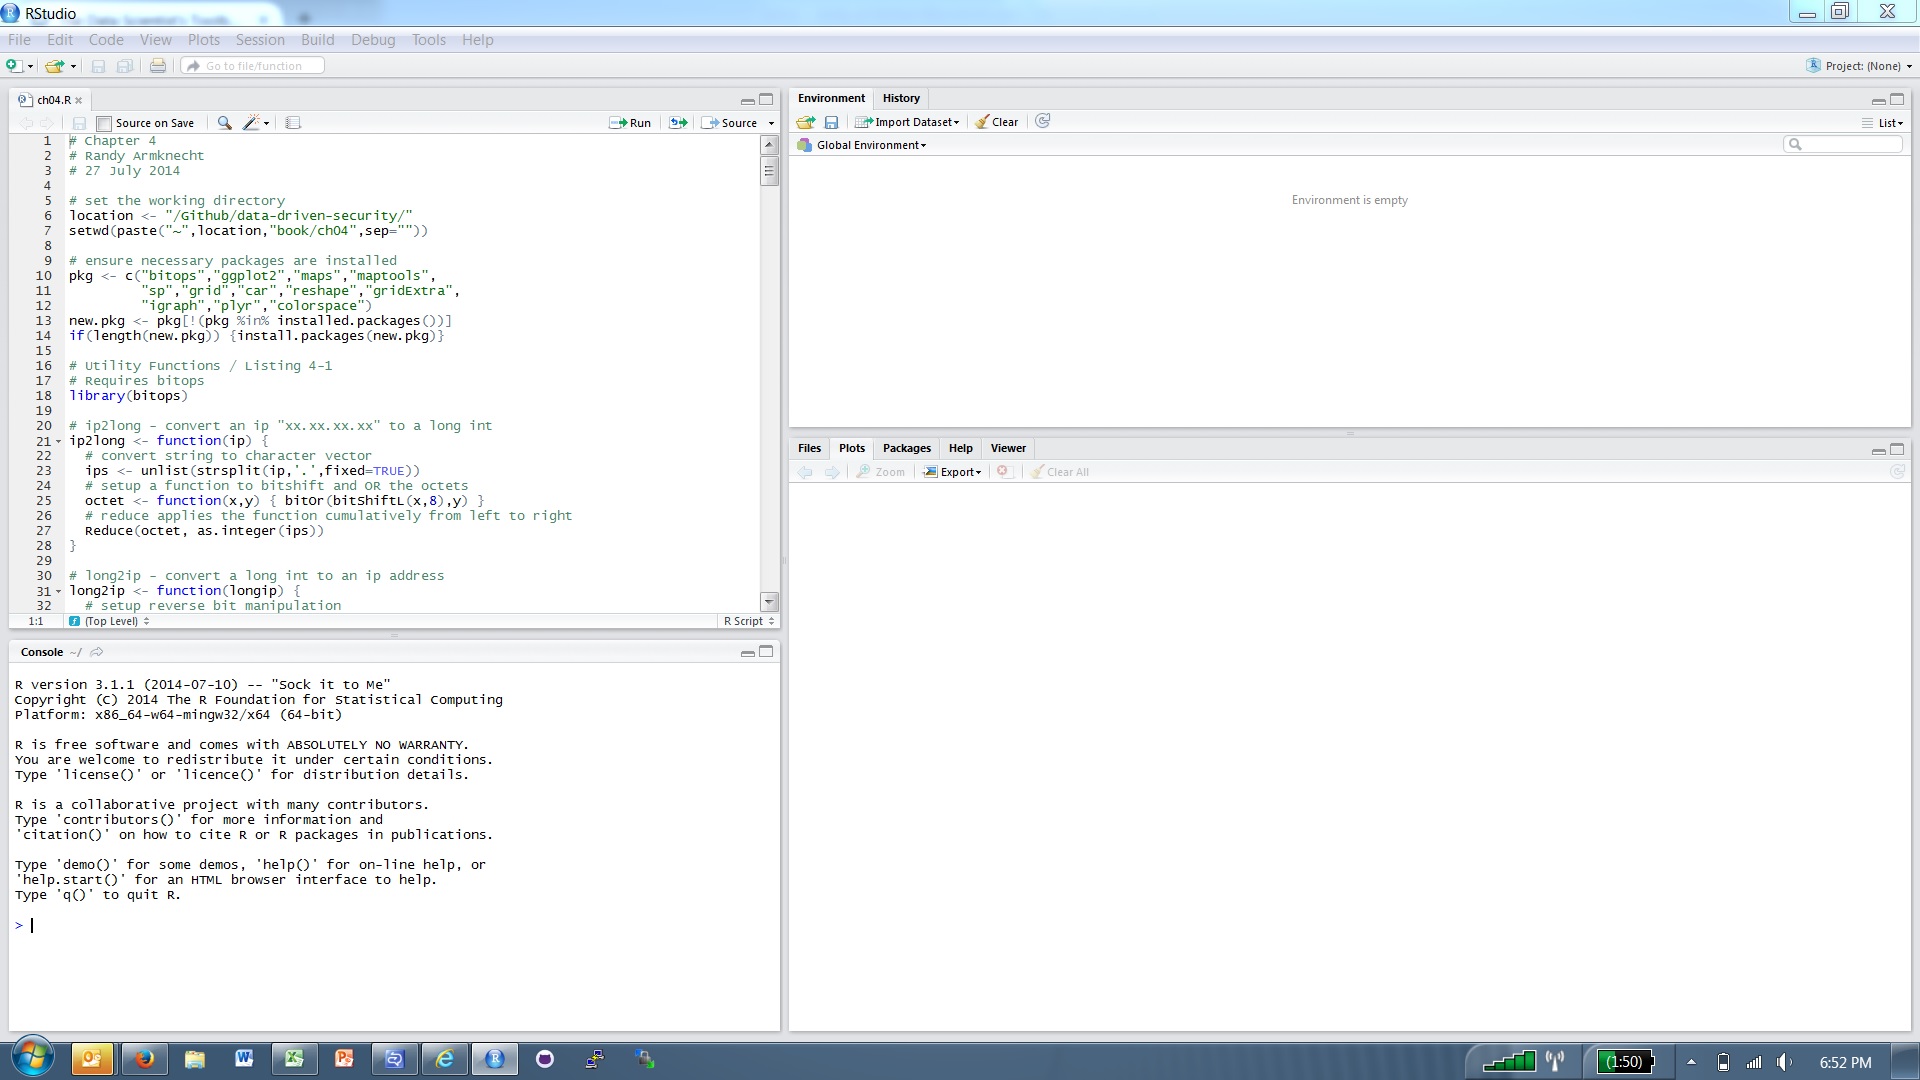 RStudio
File Edit Code View Plots Session Build Debug Tools Help
Go to file/function
Project: (None)
ch04.R
Source on Save
Run
Source
1 # Chapter 4
2 # Randy Armknecht
3 # 27 July 2014
4
5 # set the working directory
6 location <- "/Github/data-driven-security/"
7 setwd(paste("~",location,"book/ch04",sep=""))
8
9 # ensure necessary packages are installed
10 pkg <- c("bitops","ggplot2","maps","maptools",
11 "sp","grid","car","reshape","gridExtra",
12 "igraph","plyr","colorspace")
13 new.pkg <- pkg[!(pkg %in% installed.packages())]
14 if(length(new.pkg)) {install.packages(new.pkg)}
15
16 # Utility Functions / Listing 4-1
17 # Requires bitops
18 library(bitops)
19
20 # ip2long - convert an ip "xx.xx.xx.xx" to a long int
21 ip2long <- function(ip) {
22 # convert string to character vector
23 ips <- unlist(strsplit(ip,'.',fixed=TRUE))
24 # setup a function to bitshift and OR the octets
25 octet <- function(x,y) { bitOr(bitShiftL(x,8),y) }
26 # reduce applies the function cumulatively from left to right
27 Reduce(octet, as.integer(ips))
28 }
29
30 # long2ip - convert a long int to an ip address
31 long2ip <- function(longip) {
32 # setup reverse bit manipulation
1:1 (Top Level) R Script
Console ~/
R version 3.1.1 (2014-07-10) -- "Sock it to Me"
Copyright (C) 2014 The R Foundation for Statistical Computing
Platform: x86_64-w64-mingw32/x64 (64-bit)
R is free software and comes with ABSOLUTELY NO WARRANTY.
You are welcome to redistribute it under certain conditions.
Type 'license()' or 'licence()' for distribution details.
R is a collaborative project with many contributors.
Type 'contributors()' for more information and
'citation()' on how to cite R or R packages in publications.
Type 'demo()' for some demos, 'help()' for on-line help, or
'help.start()' for an HTML browser interface to help.
Type 'q()' to quit R.
>
Environment History
Import Dataset Clear List
Global Environment
Environment is empty
Files Plots Packages Help Viewer
Zoom Export Clear All
(1:50)
6:52 PM